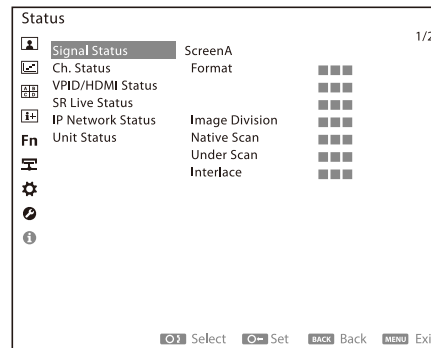 Status
1/2
Signal Status ScreenA
Ch. Status Format ■■■
VPID/HDMI Status ■■■
SR Live Status ■■■
IP Network Status Image Division ■■■
Unit Status Native Scan ■■■
Under Scan ■■■
Interlace ■■■
Fn
Select Set BACK Back MENU Exi